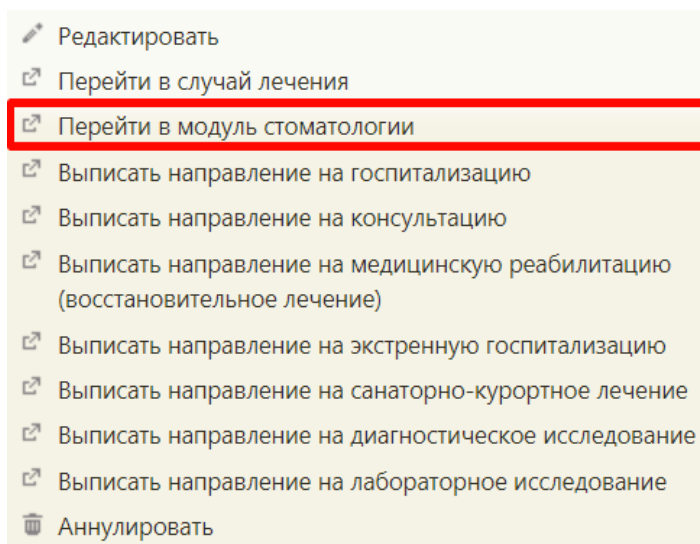 Редактировать
Перейти в случай лечения
Перейти в модуль стоматологии
Выписать направление на госпитализацию
Выписать направление на консультацию
Выписать направление на медицинскую реабилитацию
(восстановительное лечение)
Выписать направление на экстренную госпитализацию
Выписать направление на санаторно-курортное лечение
Выписать направление на диагностическое исследование
Выписать направление на лабораторное исследование
Аннулировать